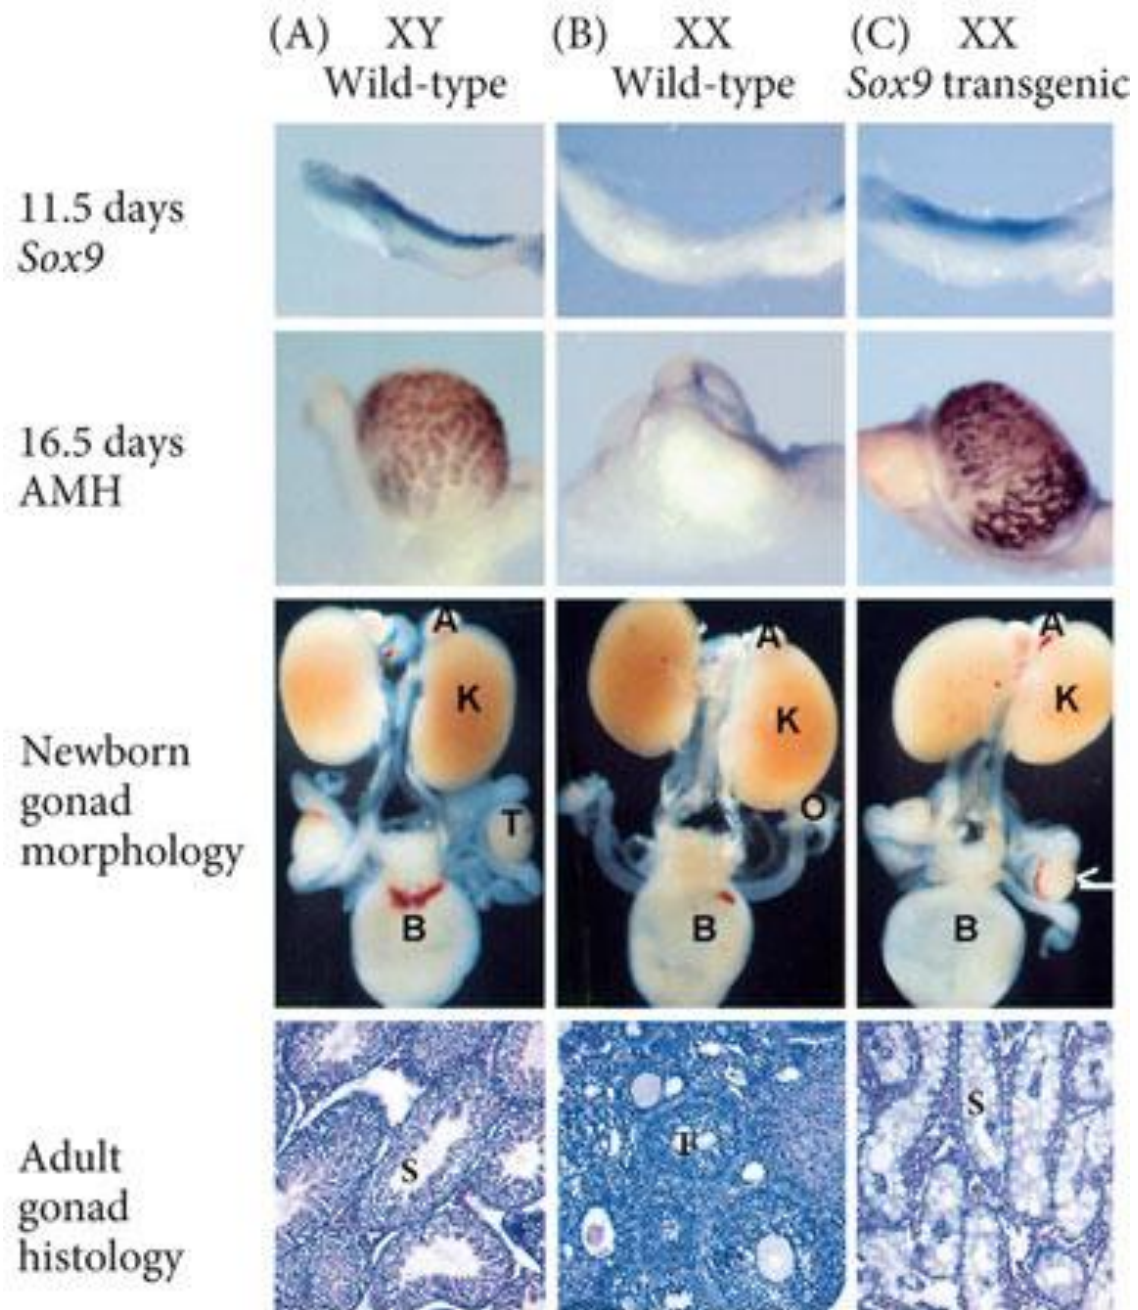 (A) XY
Wild-type
(B) XX
Wild-type
(C) XX
Sox9 transgenic
11.5 days
Sox9
16.5 days
AMH
Newborn
gonad
morphology
A
K
T
B
A
K
O
B
A
K
B
Adult
gonad
histology
S
F
S